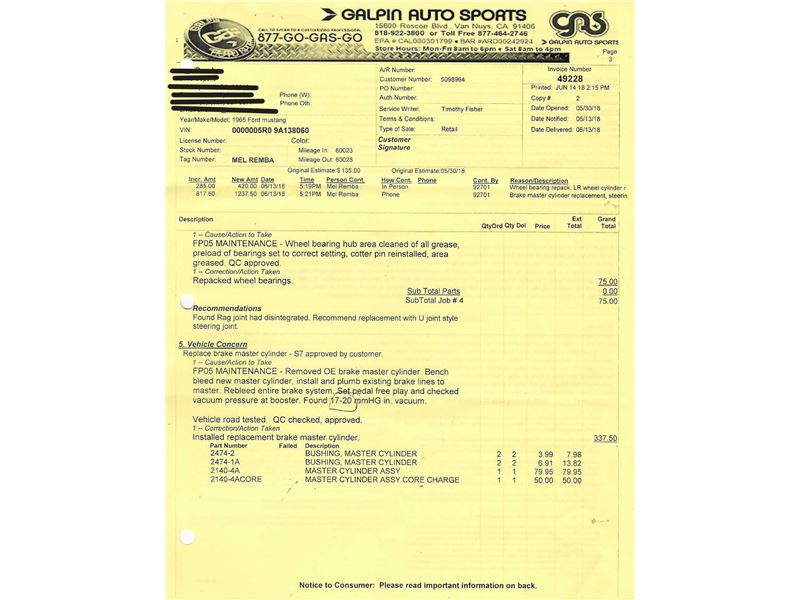 GALPIN AUTO SPORTS
CALL TO SPEAK TO A CUSTOMIZING PROFESSIONAL
877-GO-GAS-GO
15600 Roscoe Blvd., Van Nuys, CA 91406
818-922-3800 or Toll Free 877-464-2746
EPA # CAL000301799 • BAR #ARD00242924
Store Hours: Mon-Fri 8am to 6pm • Sat 8am to 4pm
GAS
GALPIN AUTO SPORTS
Page
3
A/R Number:
Customer Number: 5098964
PO Number:
Auth Number:
Invoice Number
49228
Printed: JUN 14 18 2:15 PM
Copy # 2
Phone (W):
Phone Oth:
Service Writer: Timothy Fisher
Terms & Conditions:
Type of Sale: Retail
Data Opened: 05/30/18
Date Notified: 06/13/18
Date Delivered: 06/13/18
Year/Make/Model: 1965 Ford mustang
VIN: 0000005R0 9A138060
License Number: Color:
Stock Number: Mileage In: 60023
Tag Number: MEL REMBA Mileage Out: 60028
Customer
Signature
Original Estimate:$ 135.00 Original Estimate:05/30/18
Incr. Amt New Amt Date Time Person Cont. How Cont. Phone Cont. By Reason/Description
285.00 420.00 06/13/18 5:19PM Mel Remba In Person 92701 Wheel bearing repack. LR wheel cylinder r
817.50 1237.50 06/13/18 5:21PM Mel Remba Phone 92701 Brake master cylinder replacement, steerin
Description QtyOrd Qty Del Price Ext Total Grand Total
1 -- Cause/Action to Take
FP05 MAINTENANCE - Wheel bearing hub area cleaned of all grease,
preload of bearings set to correct setting, cotter pin reinstalled, area
greased. QC approved.
1 -- Correction/Action Taken
Repacked wheel bearings. 75.00
Sub Total Parts 0.00
SubTotal Job # 4 75.00
Recommendations
Found Rag joint had disintegrated. Recommend replacement with U joint style
steering joint.
5. Vehicle Concern
Replace brake master cylinder - S7 approved by customer.
1 -- Cause/Action to Take
FP05 MAINTENANCE - Removed OE brake master cylinder. Bench
bleed new master cylinder, install and plumb existing brake lines to
master. Rebleed entire brake system. Set pedal free play and checked
vacuum pressure at booster. Found 17-20 mmHG in. vacuum.
Vehicle road tested. QC checked, approved.
1 -- Correction/Action Taken
Installed replacement brake master cylinder. 337.50
Part Number Failed Description
2474-2 BUSHING, MASTER CYLINDER 2 2 3.99 7.98
2474-1A BUSHING, MASTER CYLINDER 2 2 6.91 13.82
2140-4A MASTER CYLINDER ASSY 1 1 79.95 79.95
2140-4ACORE MASTER CYLINDER ASSY CORE CHARGE 1 1 50.00 50.00
Notice to Consumer: Please read important information on back.